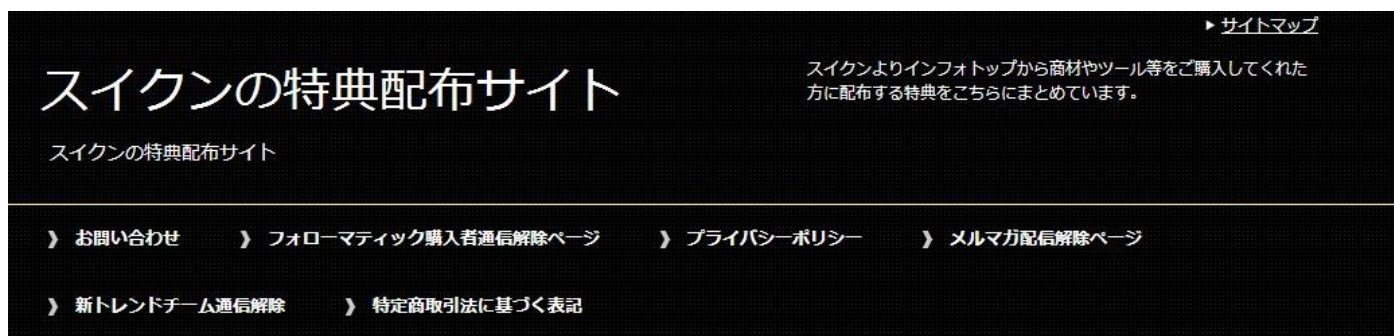 サイトマップ
スイクンの特典配布サイト
スイクンよりインフォトップから商材やツール等をご購入してくれた
方に配布する特典をこちらにまとめています。
スイクンの特典配布サイト
お問い合わせ
フォローマティック購入者通信解除ページ
プライバシーポリシー
メルマガ配信解除ページ
新トレンドチーム通信解除
特定商取引法に基づく表記